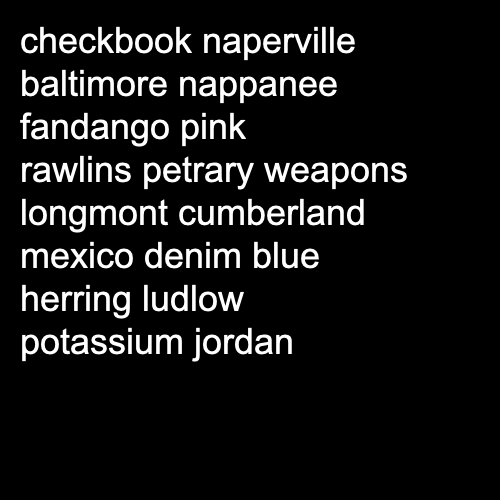 checkbook naperville
baltimore nappanee
fandango pink
rawlins petrary weapons
longmont cumberland
mexico denim blue
herring ludlow
potassium jordan